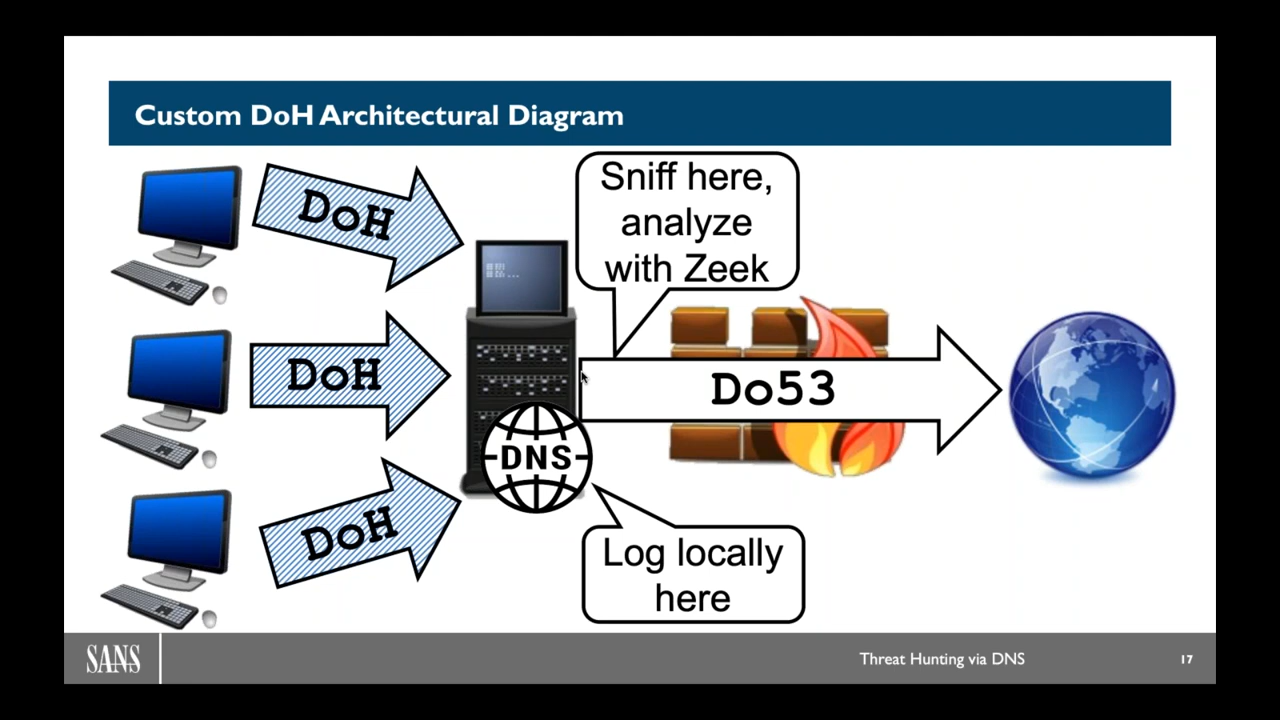 Custom DoH Architectural Diagram
DoH
Sniff here,
analyze
with Zeek
DoH
Do53
DNS
DoH
Log locally
here
SANS
Threat Hunting via DNS
17